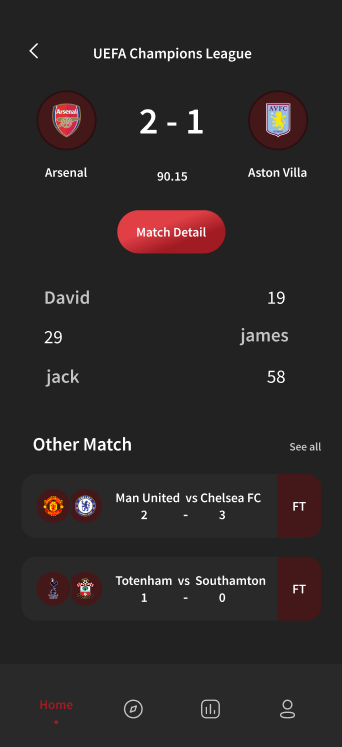 UEFA Champions League
2 - 1
Arsenal
Aston Villa
90.15
Match Detail
David 19
29 james
jack 58
Other Match See all
Man United vs Chelsea FC
2 - 3
FT
Totenham vs Southamton
1 - 0
FT
Home